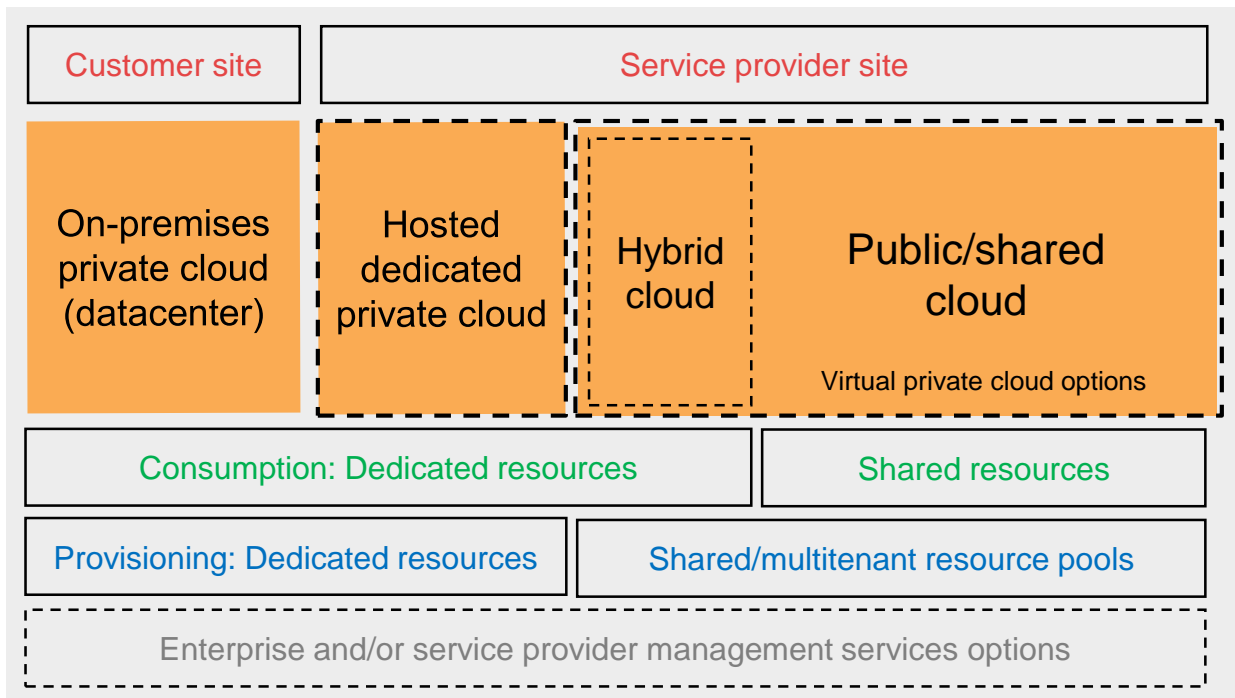 Customer site
Service provider site
On-premises
private cloud
(datacenter)
Hosted
dedicated
private cloud
Hybrid
cloud
Public/shared
cloud
Virtual private cloud options
Consumption: Dedicated resources
Shared resources
Provisioning: Dedicated resources
Shared/multitenant resource pools
Enterprise and/or service provider management services options